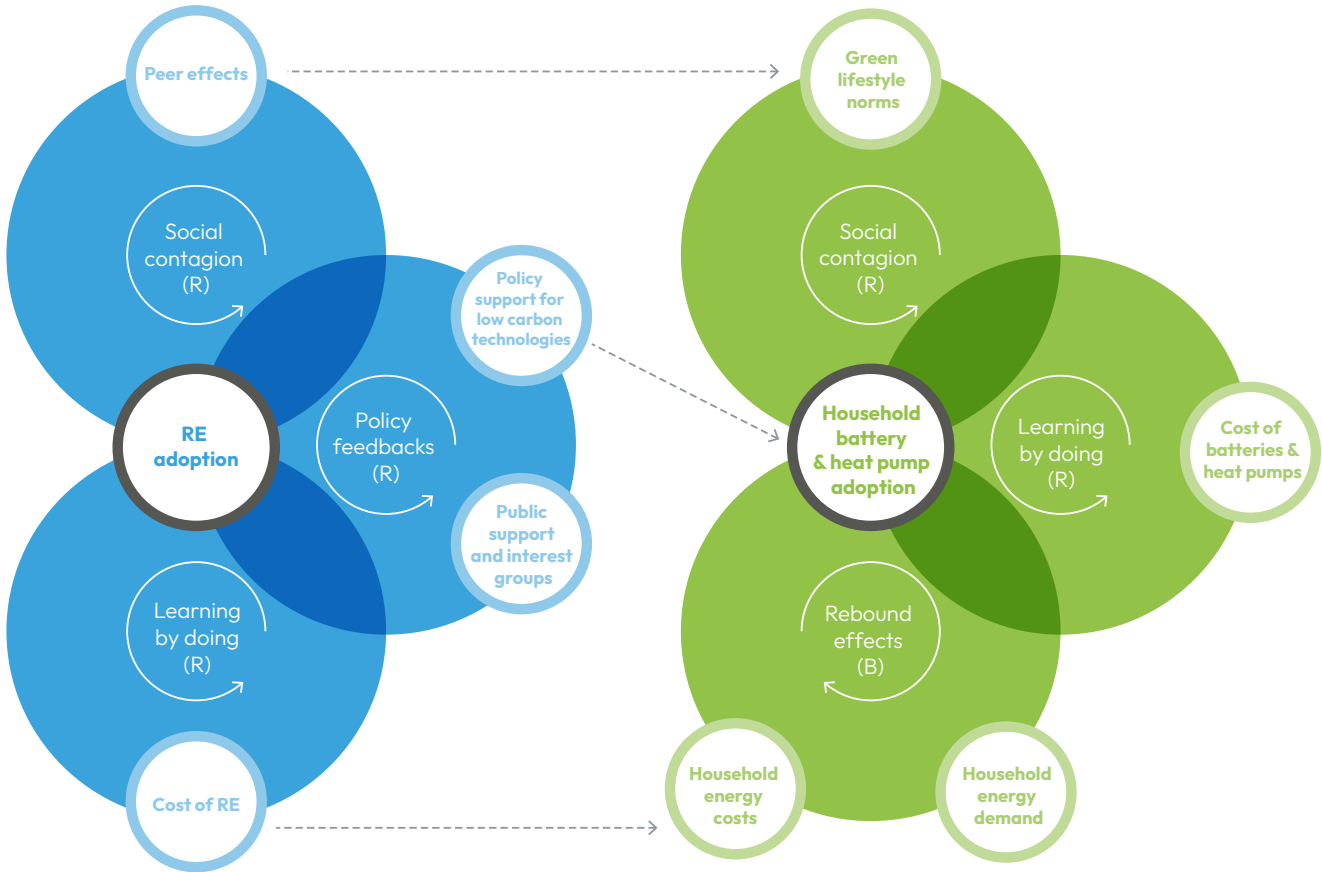 Peer effects
Social
contagion
(R)
Policy
support for
low carbon
technologies
RE
adoption
Policy
feedbacks
(R)
Public
support
and interest
groups
Learning
by doing
(R)
Cost of RE
Green
lifestyle
norms
Social
contagion
(R)
Household
battery
& heat pump
adoption
Learning
by doing
(R)
Cost of
batteries &
heat pumps
Rebound
effects
(B)
Household
energy
costs
Household
energy
demand